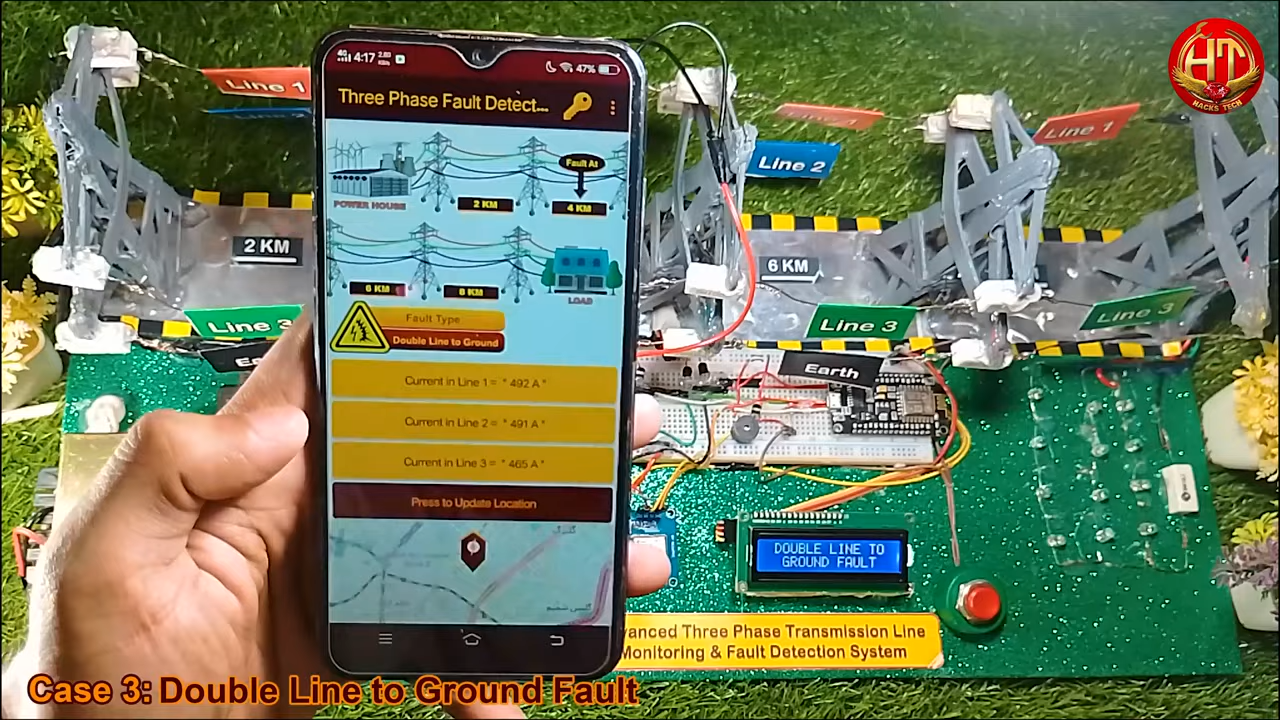 HT
HACKS TECH
4G 4:17
47%
Three Phase Fault Detect...
Fault At
POWER HOUSE
2 KM
4 KM
6 KM
8 KM
LOAD
Fault Type
Double Line to Ground
Current in Line 1 = " 492 A "
Current in Line 2 = " 491 A "
Current in Line 3 = " 465 A "
Press to Update Location
Line 1
Line 2
Line 1
2 KM
6 KM
Line 3
Line 3
Line 3
Earth
DOUBLE LINE TO
GROUND FAULT
vanced Three Phase Transmission Line
Monitoring & Fault Detection System
Case 3: Double Line to Ground Fault